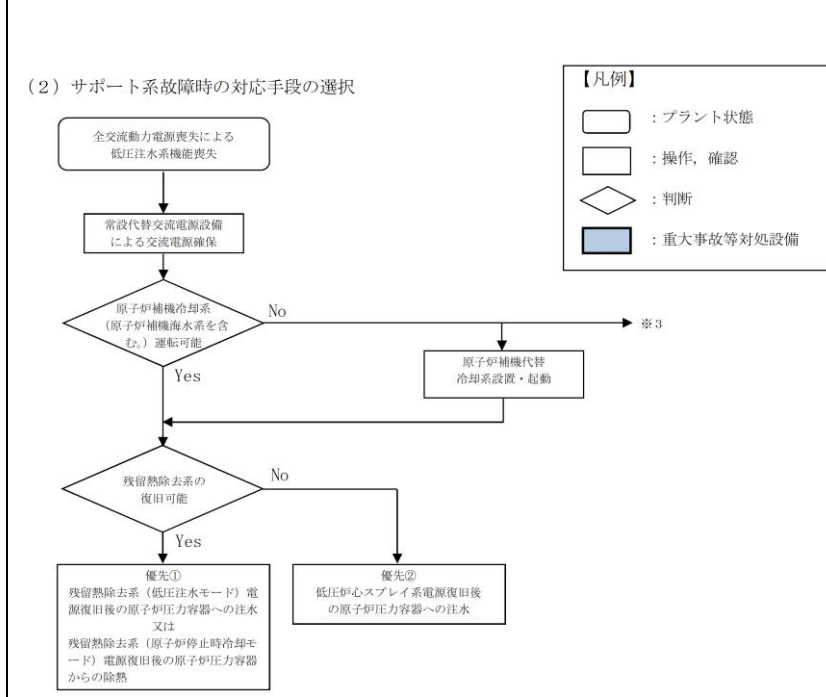 (2)サポート系故障時の対応手段の選択
【凡例】
:プラント状態
:操作,確認
:判断
:重大事故等対処設備
全交流動力電源喪失による
低圧注水系機能喪失
常設代替交流電源設備
による交流電源確保
原子炉補機冷却系
(原子炉補機海水系を含
む。)運転可能
No
※3
Yes
原子炉補機代替
冷却系設置・起動
残留熱除去系の
復旧可能
No
Yes
優先①
残留熱除去系(低圧注水モード)電
源復旧後の原子炉圧力容器への注水
又は
残留熱除去系(原子炉停止時冷却モ
ード)電源復旧後の原子炉圧力容器
からの除熱
優先②
低圧炉心スプレイ系電源復旧後
の原子炉圧力容器への注水